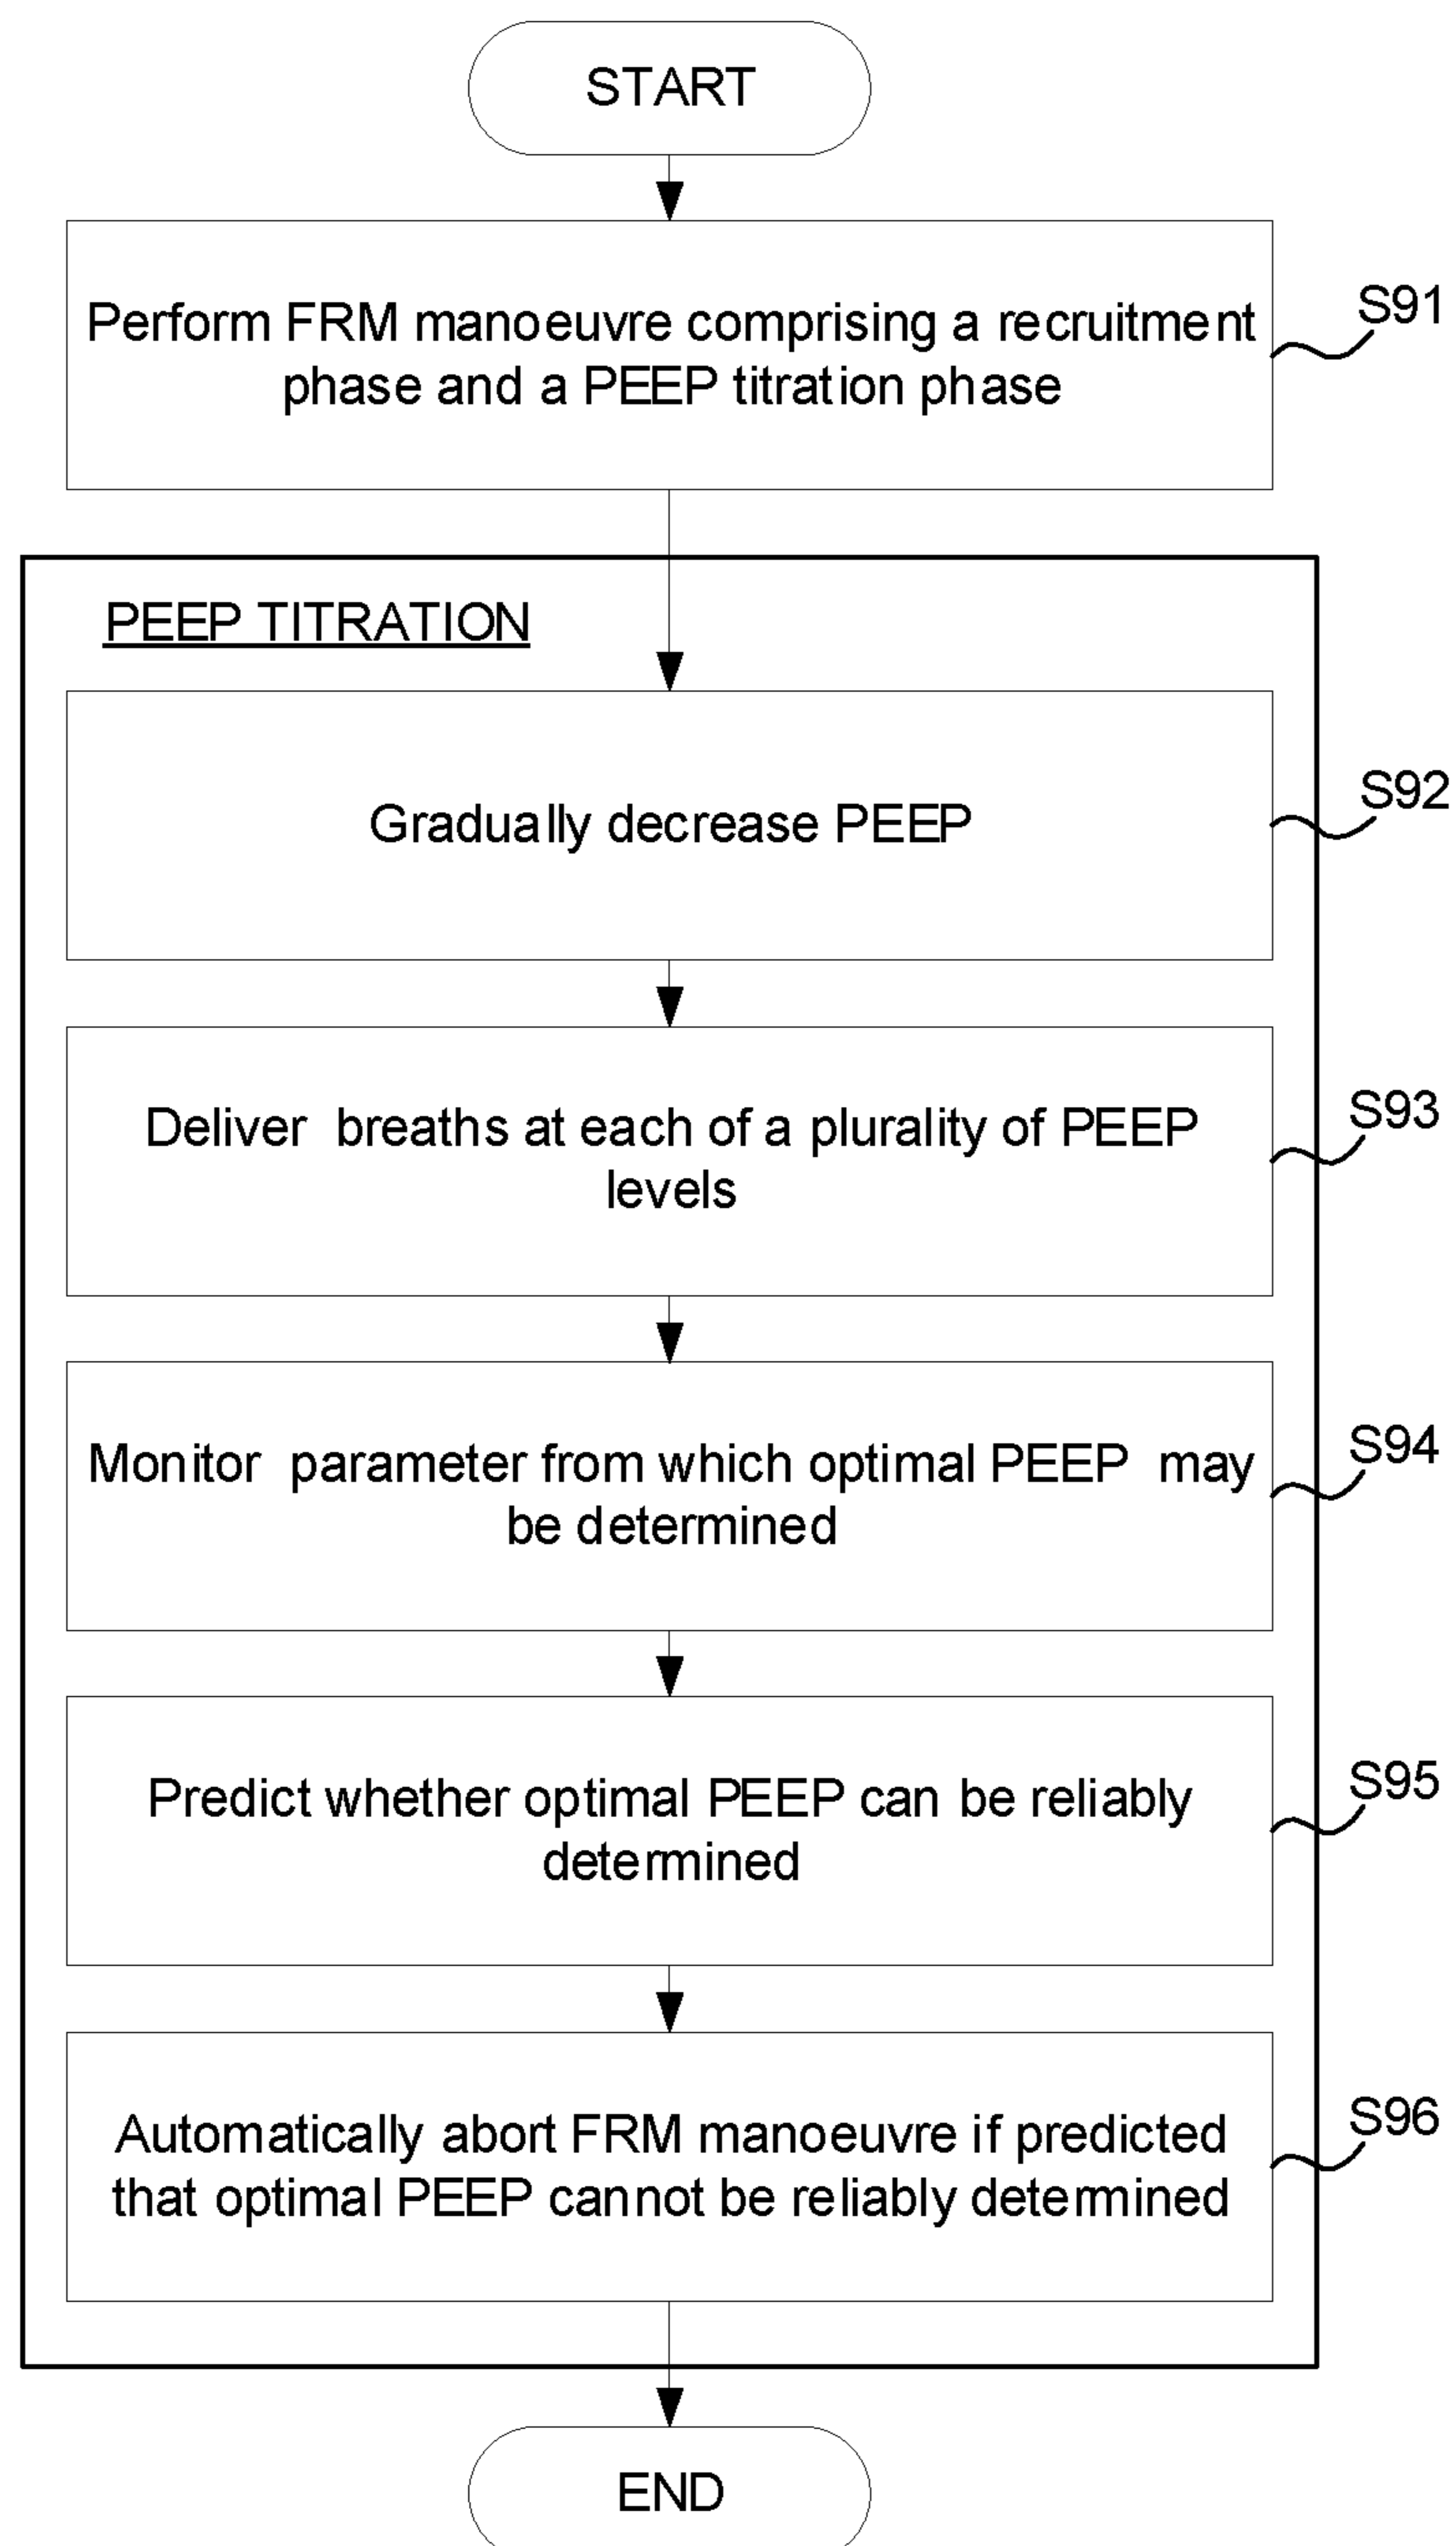 START
Perform FRM manoeuvre comprising a recruitment
phase and a PEEP titration phase
S91
PEEP TITRATION
Gradually decrease PEEP
S92
Deliver breaths at each of a plurality of PEEP
levels
S93
Monitor parameter from which optimal PEEP may
be determined
S94
Predict whether optimal PEEP can be reliably
determined
S95
Automatically abort FRM manoeuvre if predicted
that optimal PEEP cannot be reliably determined
S96
END